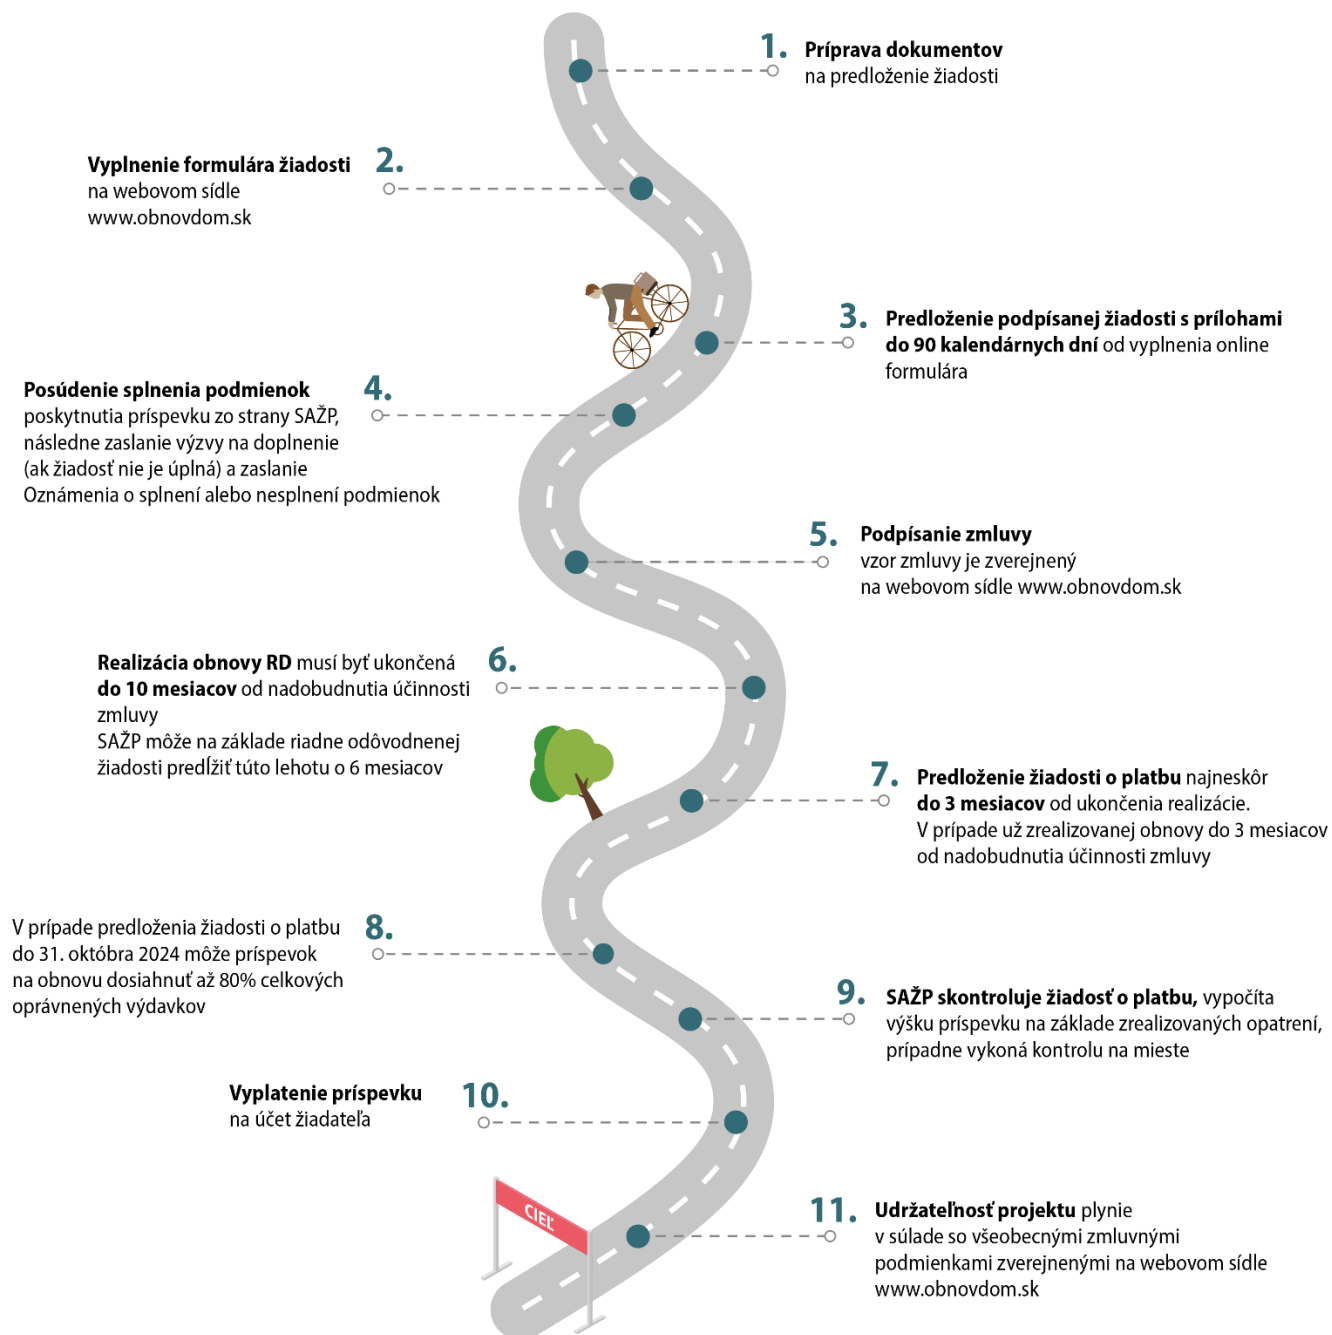 1. Príprava dokumentov
na predloženie žiadosti
Vyplnenie formulára žiadosti 2.
na webovom sídle
www.obnovdom.sk
3. Predloženie podpísanej žiadosti s prílohami
do 90 kalendárnych dní od vyplnenia online
formulára
Posúdenie splnenia podmienok 4.
poskytnutia príspevku zo strany SAŽP,
následne zaslanie výzvy na doplnenie
(ak žiadosť nie je úplná) a zaslanie
Oznámenia o splnení alebo nesplnení podmienok
5. Podpísanie zmluvy
vzor zmluvy je zverejnený
na webovom sídle www.obnovdom.sk
Realizácia obnovy RD musí byť ukončená 6.
do 10 mesiacov od nadobudnutia účinnosti
zmluvy
SAŽP môže na základe riadne odôvodnenej
žiadosti predĺžiť túto lehotu o 6 mesiacov
7. Predloženie žiadosti o platbu najneskôr
do 3 mesiacov od ukončenia realizácie.
V prípade už zrealizovanej obnovy do 3 mesiacov
od nadobudnutia účinnosti zmluvy
V prípade predloženia žiadosti o platbu 8.
do 31. októbra 2024 môže príspevok
na obnovu dosiahnuť až 80% celkových
oprávnených výdavkov
9. SAŽP skontroluje žiadosť o platbu, vypočíta
výšku príspevku na základe zrealizovaných opatrení,
prípadne vykoná kontrolu na mieste
Vyplatenie príspevku 10.
na účet žiadateľa
CIEĽ
11. Udržateľnosť projektu plynie
v súlade so všeobecnými zmluvnými
podmienkami zverejnenými na webovom sídle
www.obnovdom.sk